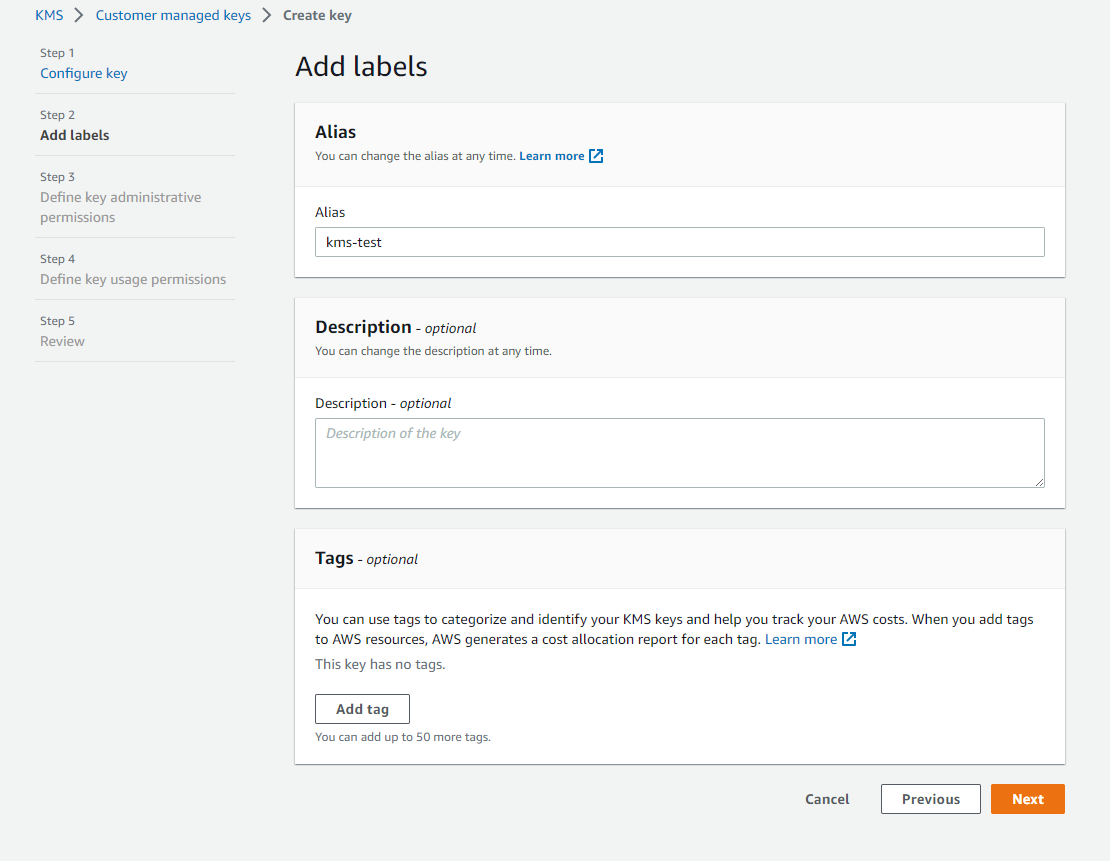 KMS > Customer managed keys > Create key
Step 1
Configure key
Step 2
Add labels
Step 3
Define key administrative
permissions
Step 4
Define key usage permissions
Step 5
Review
Add labels
Alias
You can change the alias at any time. Learn more
Alias
kms-test
Description - optional
You can change the description at any time.
Description - optional
Description of the key
Tags - optional
You can use tags to categorize and identify your KMS keys and help you track your AWS costs. When you add tags
to AWS resources, AWS generates a cost allocation report for each tag. Learn more
This key has no tags.
Add tag
You can add up to 50 more tags.
Cancel Previous Next